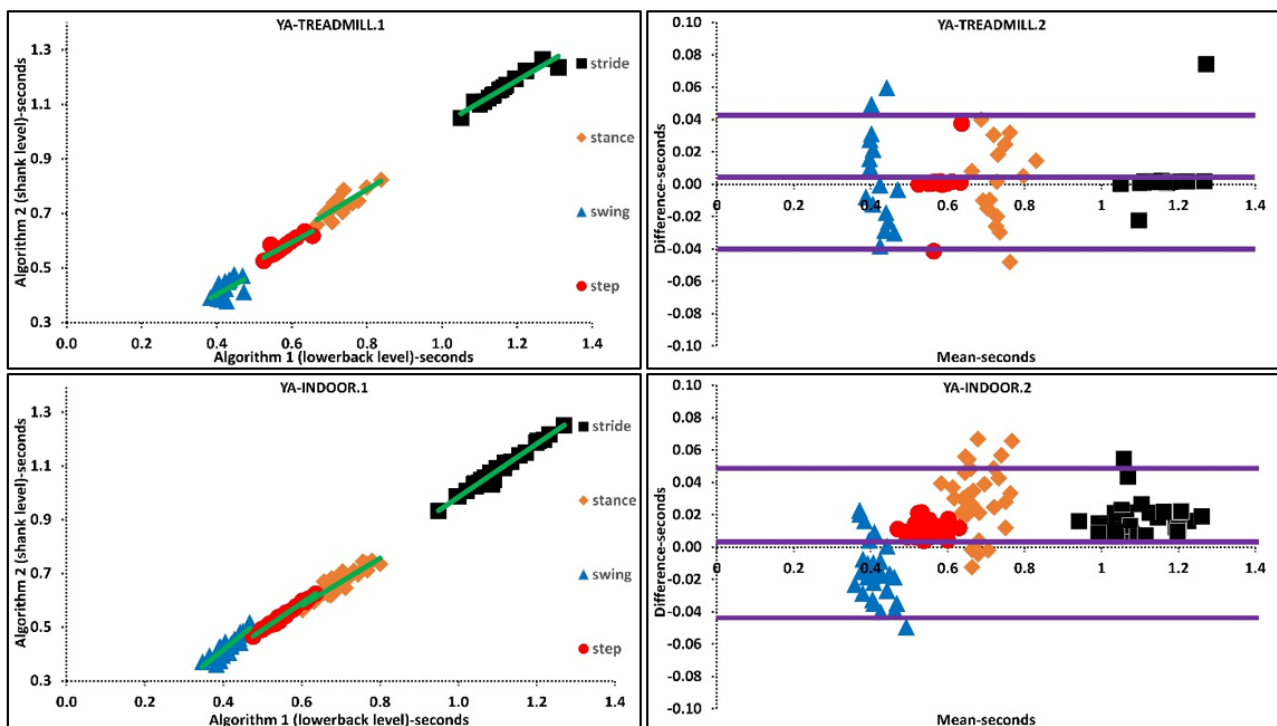 YA-TREADMILL.1
Algorithm 2 (shank level)-seconds
1.3
1.1
0.9
0.7
0.5
0.3
0.0 0.2 0.4 0.6 0.8 1.0 1.2 1.4
Algorithm 1 (lowerback level)-seconds
stride
stance
swing
step
YA-TREADMILL.2
Difference-seconds
0.10
0.08
0.06
0.04
0.02
0.00
-0.02
-0.04
-0.06
-0.08
-0.10
0 0.2 0.4 0.6 0.8 1 1.2 1.4
Mean-seconds
YA-INDOOR.1
Algorithm 2 (shank level)-seconds
1.3
1.1
0.9
0.7
0.5
0.3
0.0 0.2 0.4 0.6 0.8 1.0 1.2 1.4
Algorithm 1 (lowerback level)-seconds
stride
stance
swing
step
YA-INDOOR.2
Difference-seconds
0.10
0.08
0.06
0.04
0.02
0.00
-0.02
-0.04
-0.06
-0.08
-0.10
0 0.2 0.4 0.6 0.8 1 1.2 1.4
Mean-seconds